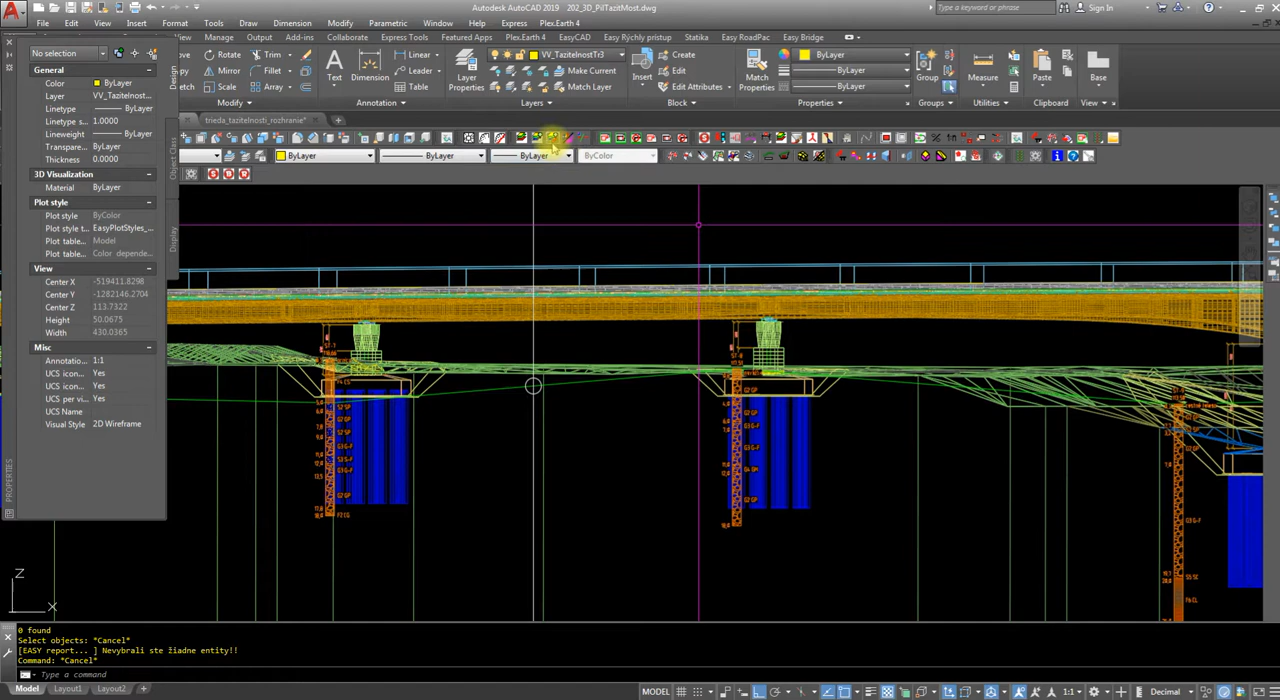 Autodesk AutoCAD 2019 202_3D_PilTazitMost.dwg
Type a keyword or phrase
Sign In
File Edit View Insert Format Tools Draw Dimension Modify Parametric Window Help Express Plex.Earth 4
Manage Output Add-ins Collaborate Express Tools Featured Apps Plex.Earth 4 EasyCAD Easy Rýchly pristup Statika Easy RoadPac Easy Bridge
No selection
General
Color ByLayer
Layer VV_Tazitelnost...
Linetype ByLayer
Linetype s... 1.0000
Lineweight ByLayer
Transpare... ByLayer
Thickness 0.0000
3D Visualization
Material ByLayer
Plot style
Plot style ByColor
Plot style t... EasyPlotStyles_...
Plot table... Model
Plot table... Color depende...
View
Center X -519411.8298
Center Y -1282146.2704
Center Z 113.7322
Height 50.0675
Width 430.0365
Misc
Annotatio... 1:1
UCS icon... Yes
UCS icon... Yes
UCS per vi... Yes
UCS Name
Visual Style 2D Wireframe
PROPERTIES
Design
Object Class
Display
Rotate Trim
Mirror Fillet
Scale Array
Modify
Text
Dimension
Linear
Leader
Table
Annotation
Layer
Properties
VV_TazitelnostTr3
Make Current
Match Layer
Layers
Insert
Create
Edit
Edit Attributes
Block
Match
Properties
ByLayer
ByLayer
ByLayer
Properties
Group
Groups
Measure
Utilities
Paste
Clipboard
Base
View
trieda_tazitelnosti_rozhranie*
ByLayer ByLayer ByLayer ByColor
Z
X
0 found
Select objects: *Cancel*
[EASY report... ] Nevybrali ste žiadne entity!!
Command: *Cancel*
Type a command
Model Layout1 Layout2
MODEL
1:1
Decimal